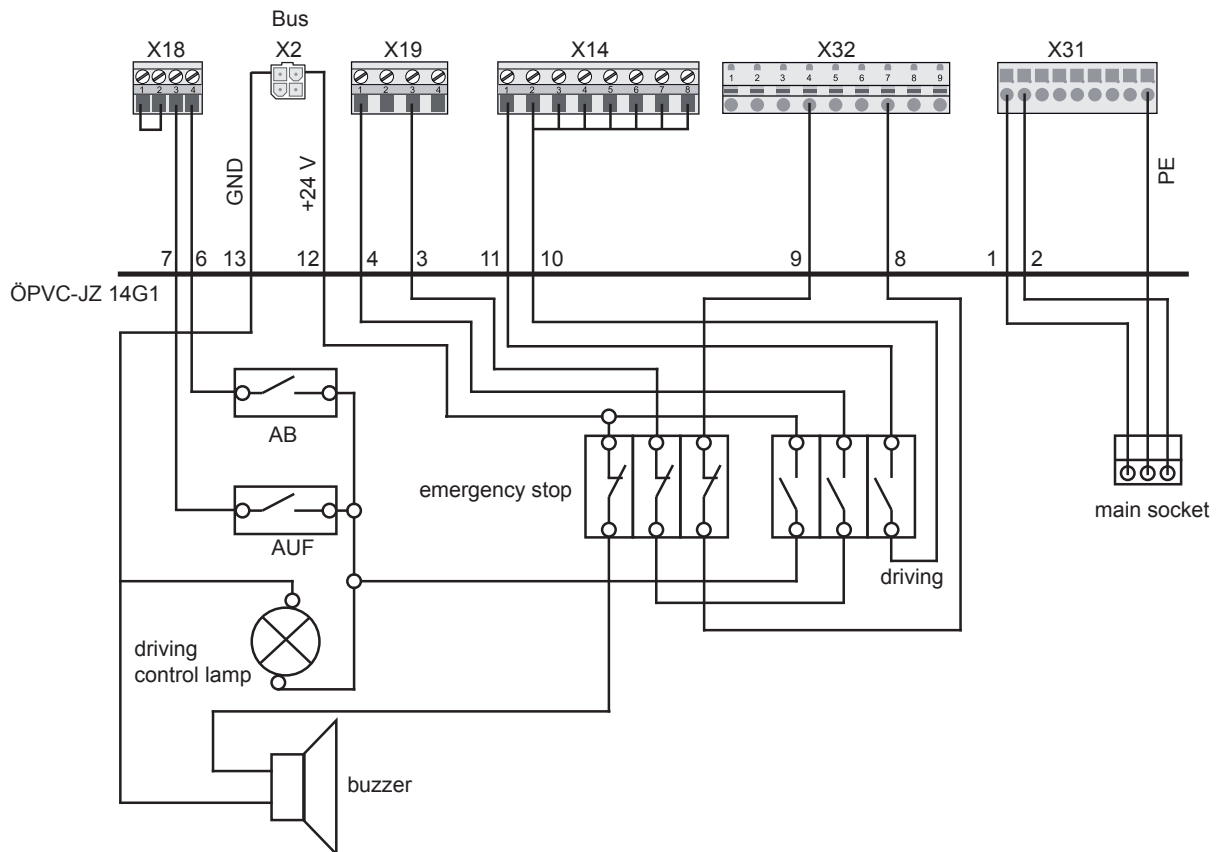 Bus
X18 X2 X19 X14 X32 X31
1 2 3 4 5 6 7 8 9
1 2 3 4
1 2 3 4
1 2 3 4 5 6 7 8
GND
+24 V
PE
7 6 13 12 4 3 11 10 9 8 1 2
ÖPVC-JZ 14G1
AB
emergency stop
main socket
AUF
driving
driving
control lamp
buzzer